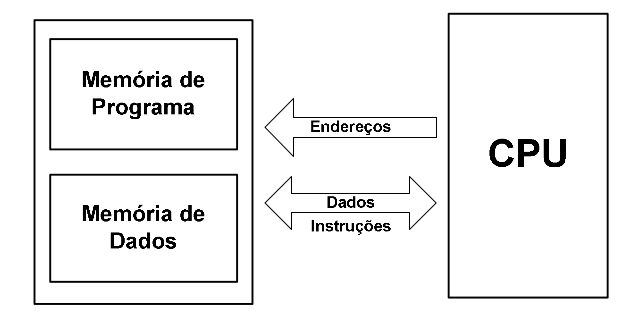 Memória de
Programa
Endereços
CPU
Memória de
Dados
Dados
Instruções